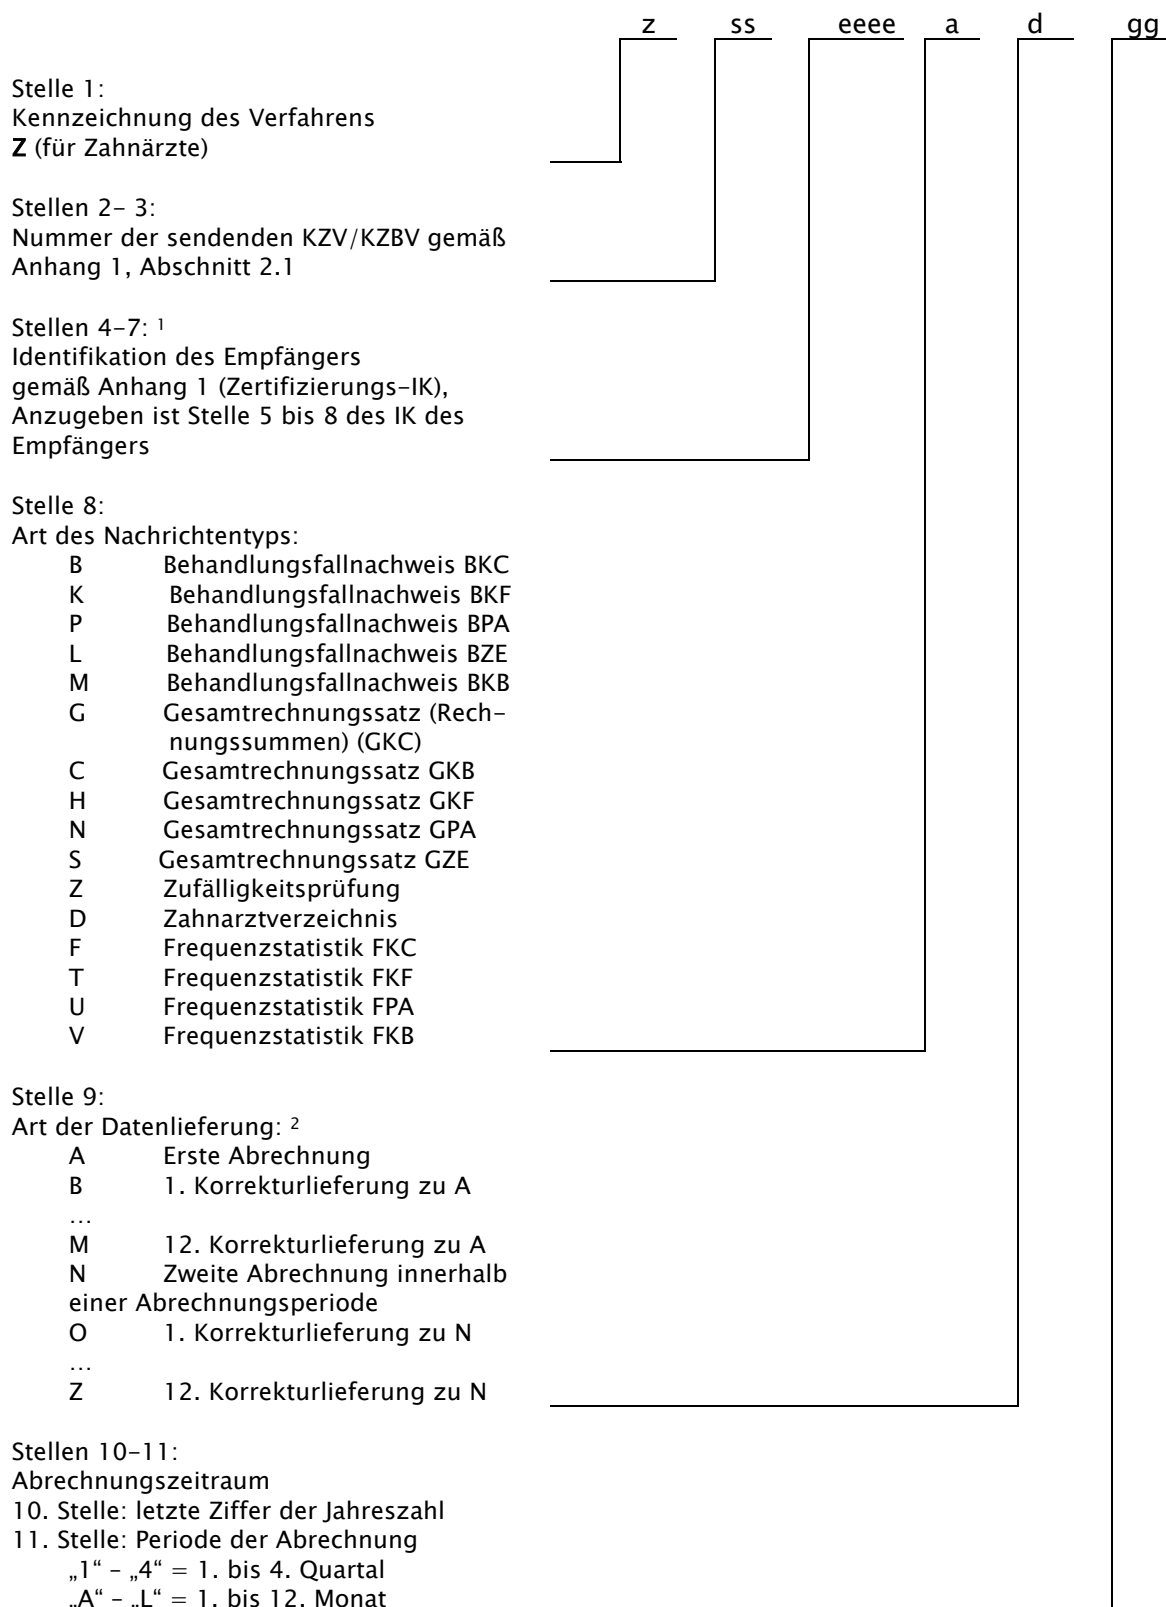 z ss eeee a d gg
Stelle 1:
Kennzeichnung des Verfahrens
Z (für Zahnärzte)
Stellen 2- 3:
Nummer der sendenden KZV/KZBV gemäß
Anhang 1, Abschnitt 2.1
Stellen 4-7: 1
Identifikation des Empfängers
gemäß Anhang 1 (Zertifizierungs-IK),
Anzugeben ist Stelle 5 bis 8 des IK des
Empfängers
Stelle 8:
Art des Nachrichtentyps:
B Behandlungsfallnachweis BKC
K Behandlungsfallnachweis BKF
P Behandlungsfallnachweis BPA
L Behandlungsfallnachweis BZE
M Behandlungsfallnachweis BKB
G Gesamtrechnungssatz (Rech-
nungssummen) (GKC)
C Gesamtrechnungssatz GKB
H Gesamtrechnungssatz GKF
N Gesamtrechnungssatz GPA
S Gesamtrechnungssatz GZE
Z Zufälligkeitsprüfung
D Zahnarztverzeichnis
F Frequenzstatistik FKC
T Frequenzstatistik FKF
U Frequenzstatistik FPA
V Frequenzstatistik FKB
Stelle 9:
Art der Datenlieferung: 2
A Erste Abrechnung
B 1. Korrekturlieferung zu A
...
M 12. Korrekturlieferung zu A
N Zweite Abrechnung innerhalb
einer Abrechnungsperiode
O 1. Korrekturlieferung zu N
...
Z 12. Korrekturlieferung zu N
Stellen 10-11:
Abrechnungszeitraum
10. Stelle: letzte Ziffer der Jahreszahl
11. Stelle: Periode der Abrechnung
„1“ - „4“ = 1. bis 4. Quartal
„A“ - „L“ = 1. bis 12. Monat